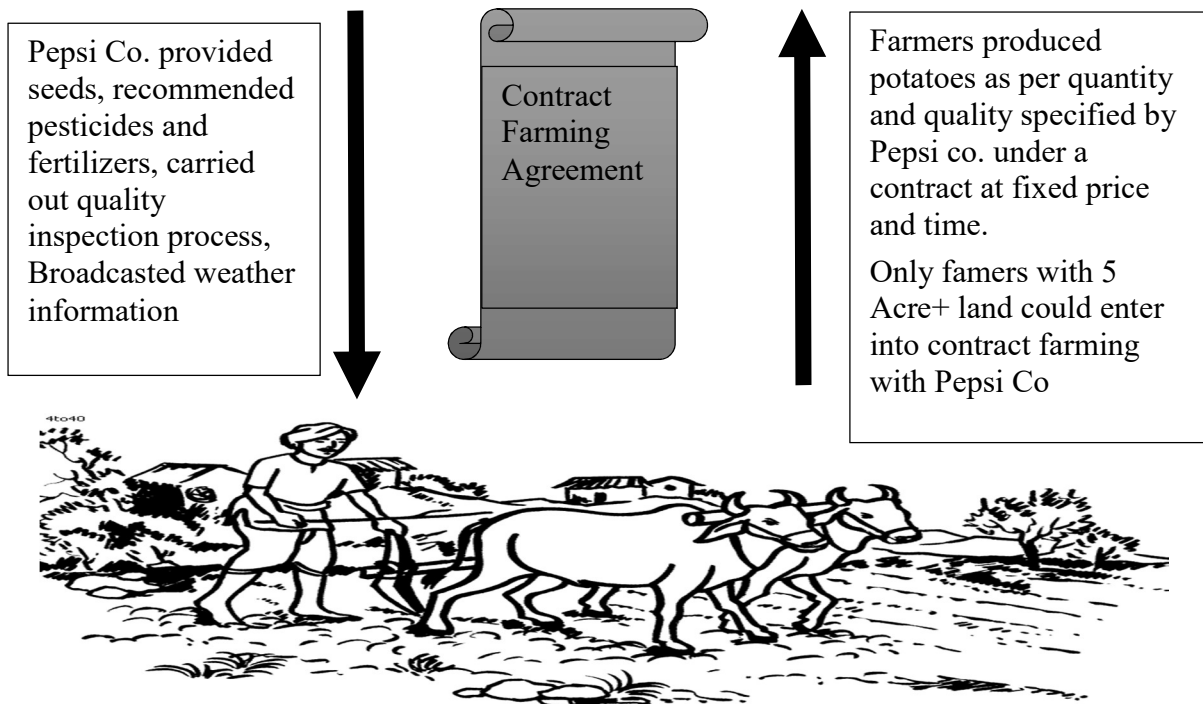 Pepsi Co. provided
seeds, recommended
pesticides and
fertilizers, carried
out quality
inspection process,
Broadcasted weather
information
Contract
Farming
Agreement
Farmers produced
potatoes as per quantity
and quality specified by
Pepsi co. under a
contract at fixed price
and time.
Only famers with 5
Acre+ land could enter
into contract farming
with Pepsi Co
4to40